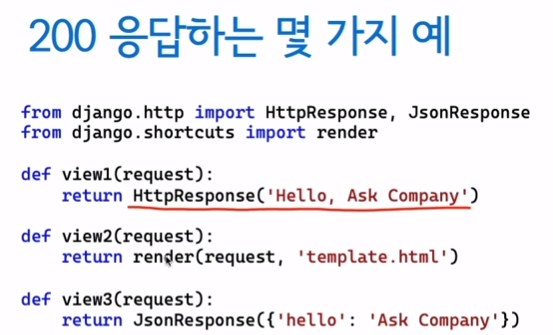 200 응답하는 몇 가지 예
from django.http import HttpResponse, JsonResponse
from django.shortcuts import render
def view1(request):
    return HttpResponse('Hello, Ask Company')
def view2(request):
    return render(request, 'template.html')
def view3(request):
    return JsonResponse({'hello': 'Ask Company'})